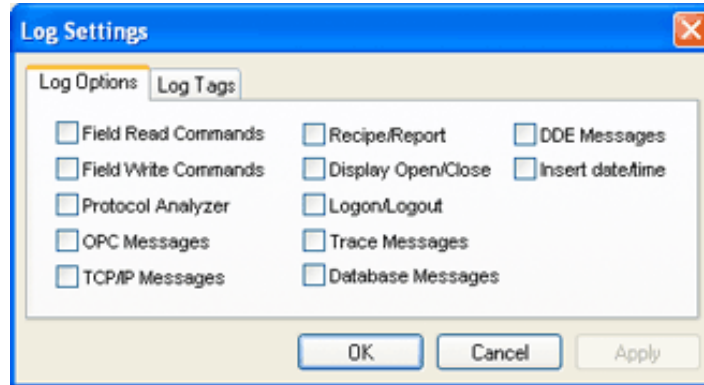 Log Settings
Log Options Log Tags
Field Read Commands Recipe/Report DDE Messages
Field Write Commands Display Open/Close Insert date/time
Protocol Analyzer Logon/Logout
OPC Messages Trace Messages
TCP/IP Messages Database Messages
OK Cancel Apply